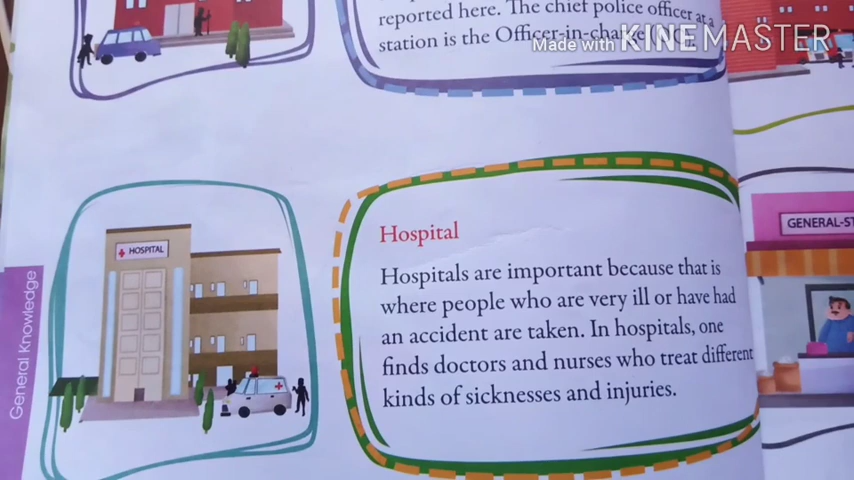 reported here. The chief police officer at a
station is the Officer-in-charge
Made with KINEMASTER
Hospital
Hospitals are important because that is
where people who are very ill or have had
an accident are taken. In hospitals, one
finds doctors and nurses who treat different
kinds of sicknesses and injuries.
HOSPITAL
General Knowledge
GENERAL-ST